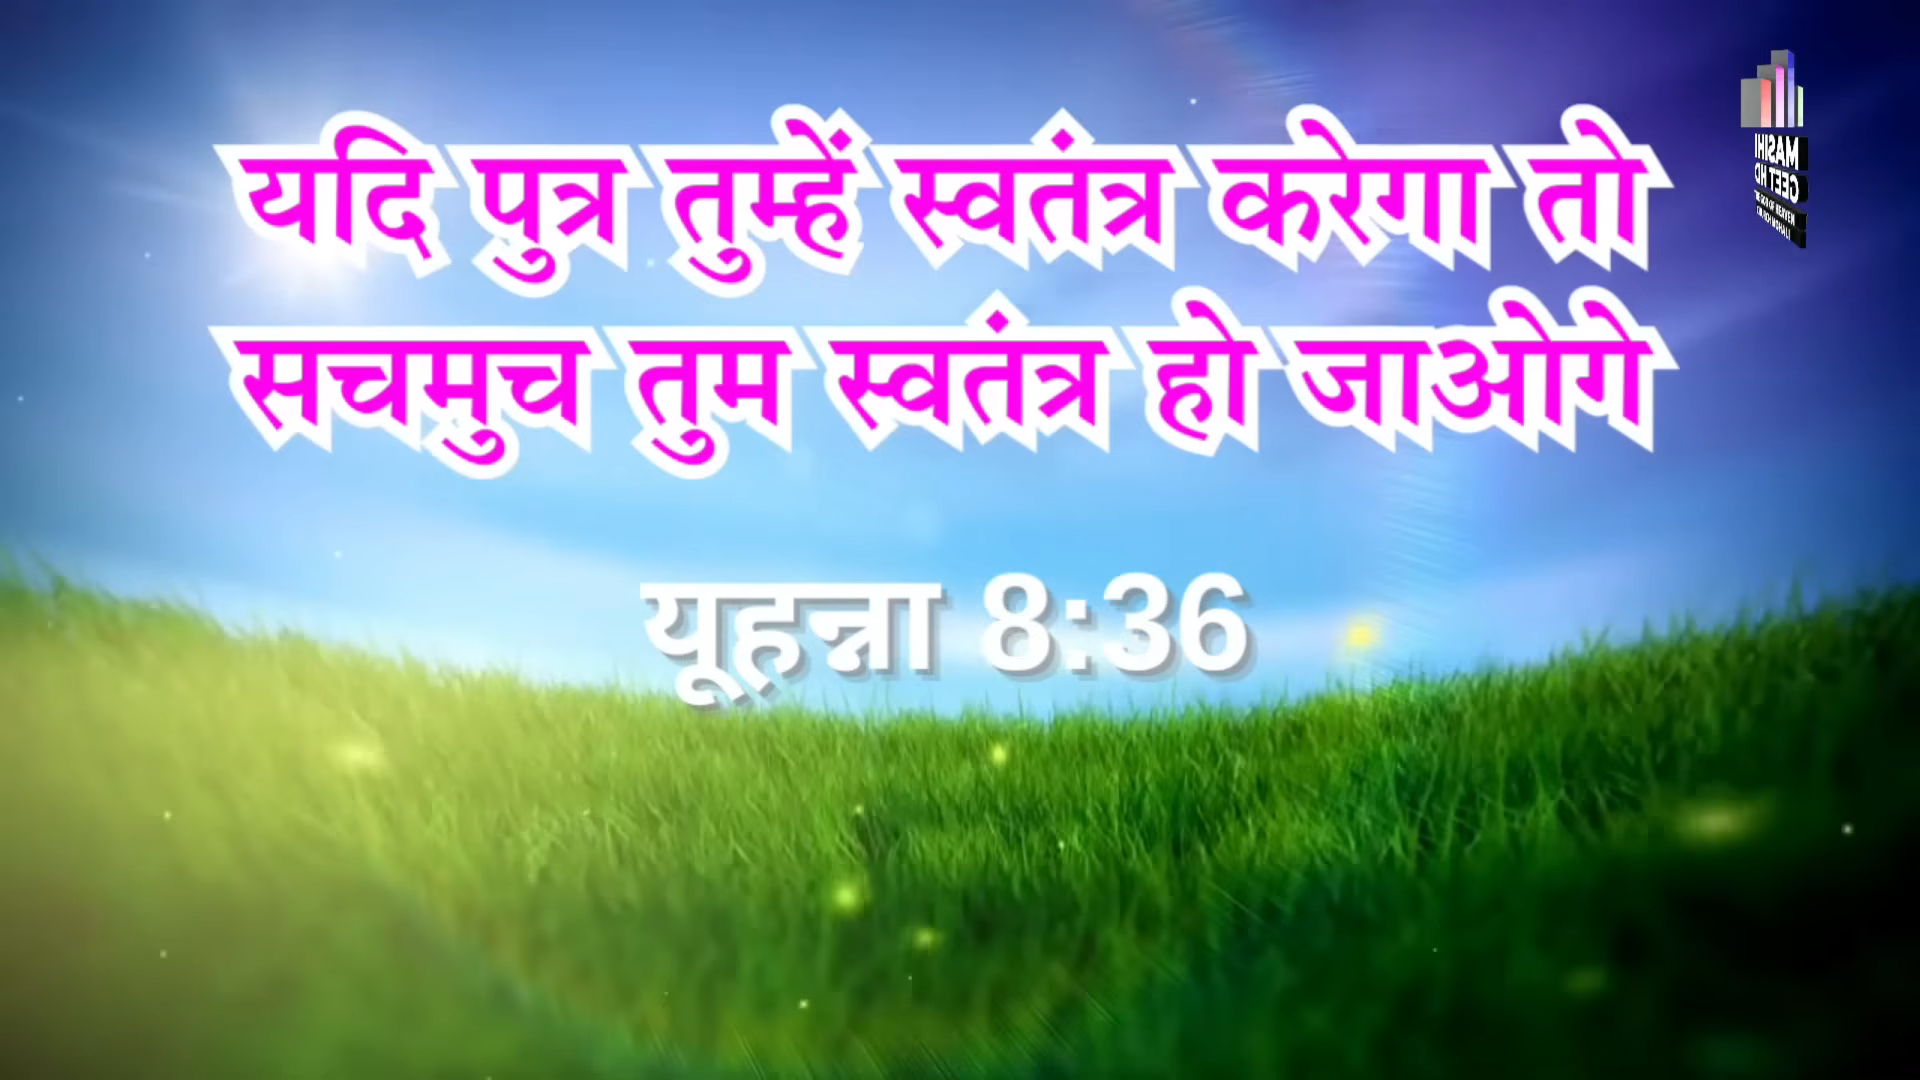 यदि पुत्र तुम्हें स्वतंत्र करेगा तो
सचमुच तुम स्वतंत्र हो जाओगे
यूहन्ना 8:36
MASIHI
GEET HD